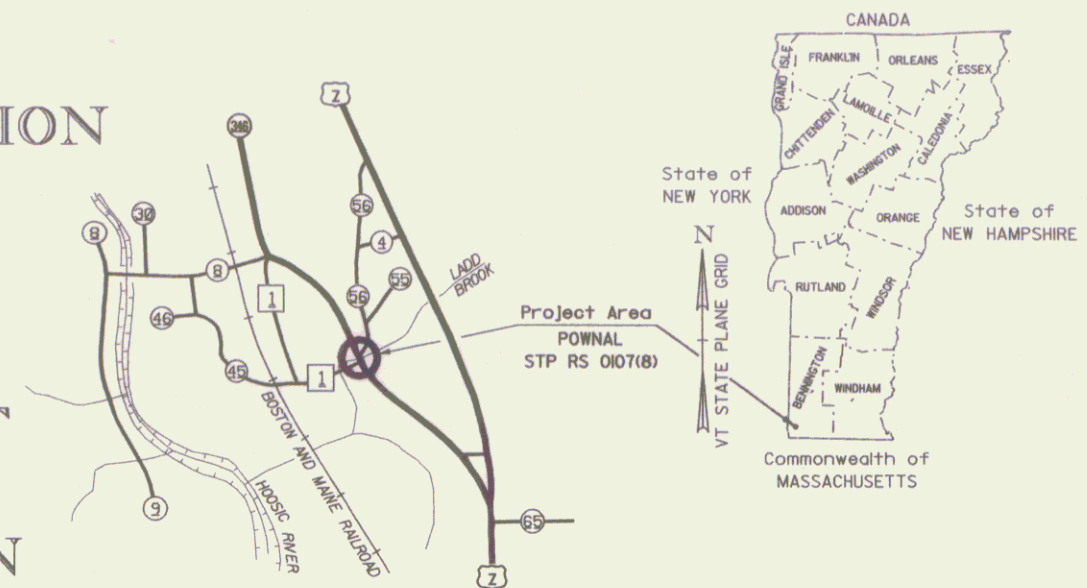 CANADA
GRAND ISLE
FRANKLIN
ORLEANS
ESSEX
LAMOILLE
CALEDONIA
CHITTENDEN
WASHINGTON
State of
NEW YORK
ADDISON
ORANGE
State of
NEW HAMPSHIRE
RUTLAND
WINDSOR
BENNINGTON
WINDHAM
Commonwealth of
MASSACHUSETTS
N
VT STATE PLANE GRID
Project Area
POWNAL
STP RS 0107(8)
ION
7
346
56
4
30
8
8
56
55
LADD
BROOK
1
46
45
1
BOSTON AND MAINE RAILROAD
HOOSIC RIVER
9
65
7
N